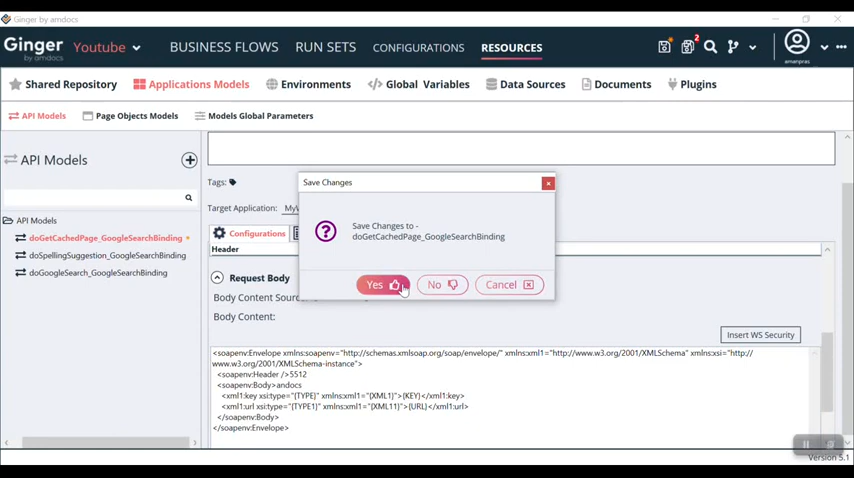 Ginger by amdocs
Ginger
by amdocs
Youtube
BUSINESS FLOWS
RUN SETS
CONFIGURATIONS
RESOURCES
2
amanpras
Shared Repository
Applications Models
Environments
Global Variables
Data Sources
Documents
Plugins
API Models
Page Objects Models
Models Global Parameters
API Models
API Models
doGetCachedPage_GoogleSearchBinding
doSpellingSuggestion_GoogleSearchBinding
doGoogleSearch_GoogleSearchBinding
Tags:
Target Application:
Configurations
Header
Request Body
Body Content:
Insert WS Security
<soapenv:Envelope xmlns:soapenv="http://schemas.xmlsoap.org/soap/envelope/" xmlns:xml1="http://www.w3.org/2001/XMLSchema" xmlns:xsi="http://
www.w3.org/2001/XMLSchema-instance">
<soapenv:Header />5512
<soapenv:Body>andocs
<xml1:key xsi:type="{TYPE}" xmlns:xml1="{XML1}">{KEY}</xml1:key>
<xml1:url xsi:type="{TYPE1}" xmlns:xml1="{XML11}">{URL}</xml1:url>
</soapenv:Body>
</soapenv:Envelope>
Save Changes
Save Changes to -
doGetCachedPage_GoogleSearchBinding
Yes
No
Cancel
Version 5.1